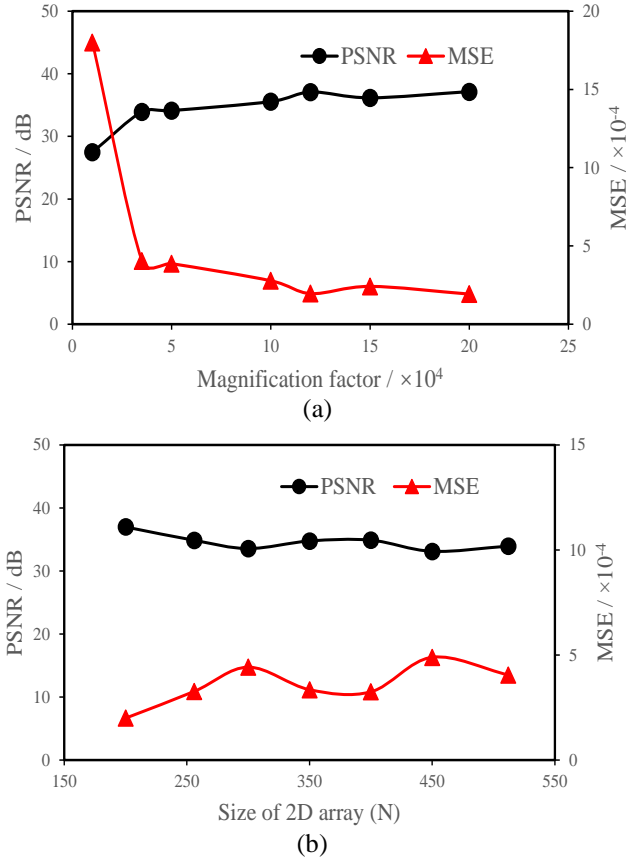 50 20
PSNR MSE
40 15
30
PSNR / dB
10
MSE / ×10⁻⁴
20
5
10
0 0
0 5 10 15 20 25
Magnification factor / ×10⁴
(a)
50 15
PSNR MSE
40
10
30
PSNR / dB
MSE / ×10⁻⁴
20
5
10
0 0
150 250 350 450 550
Size of 2D array (N)
(b)